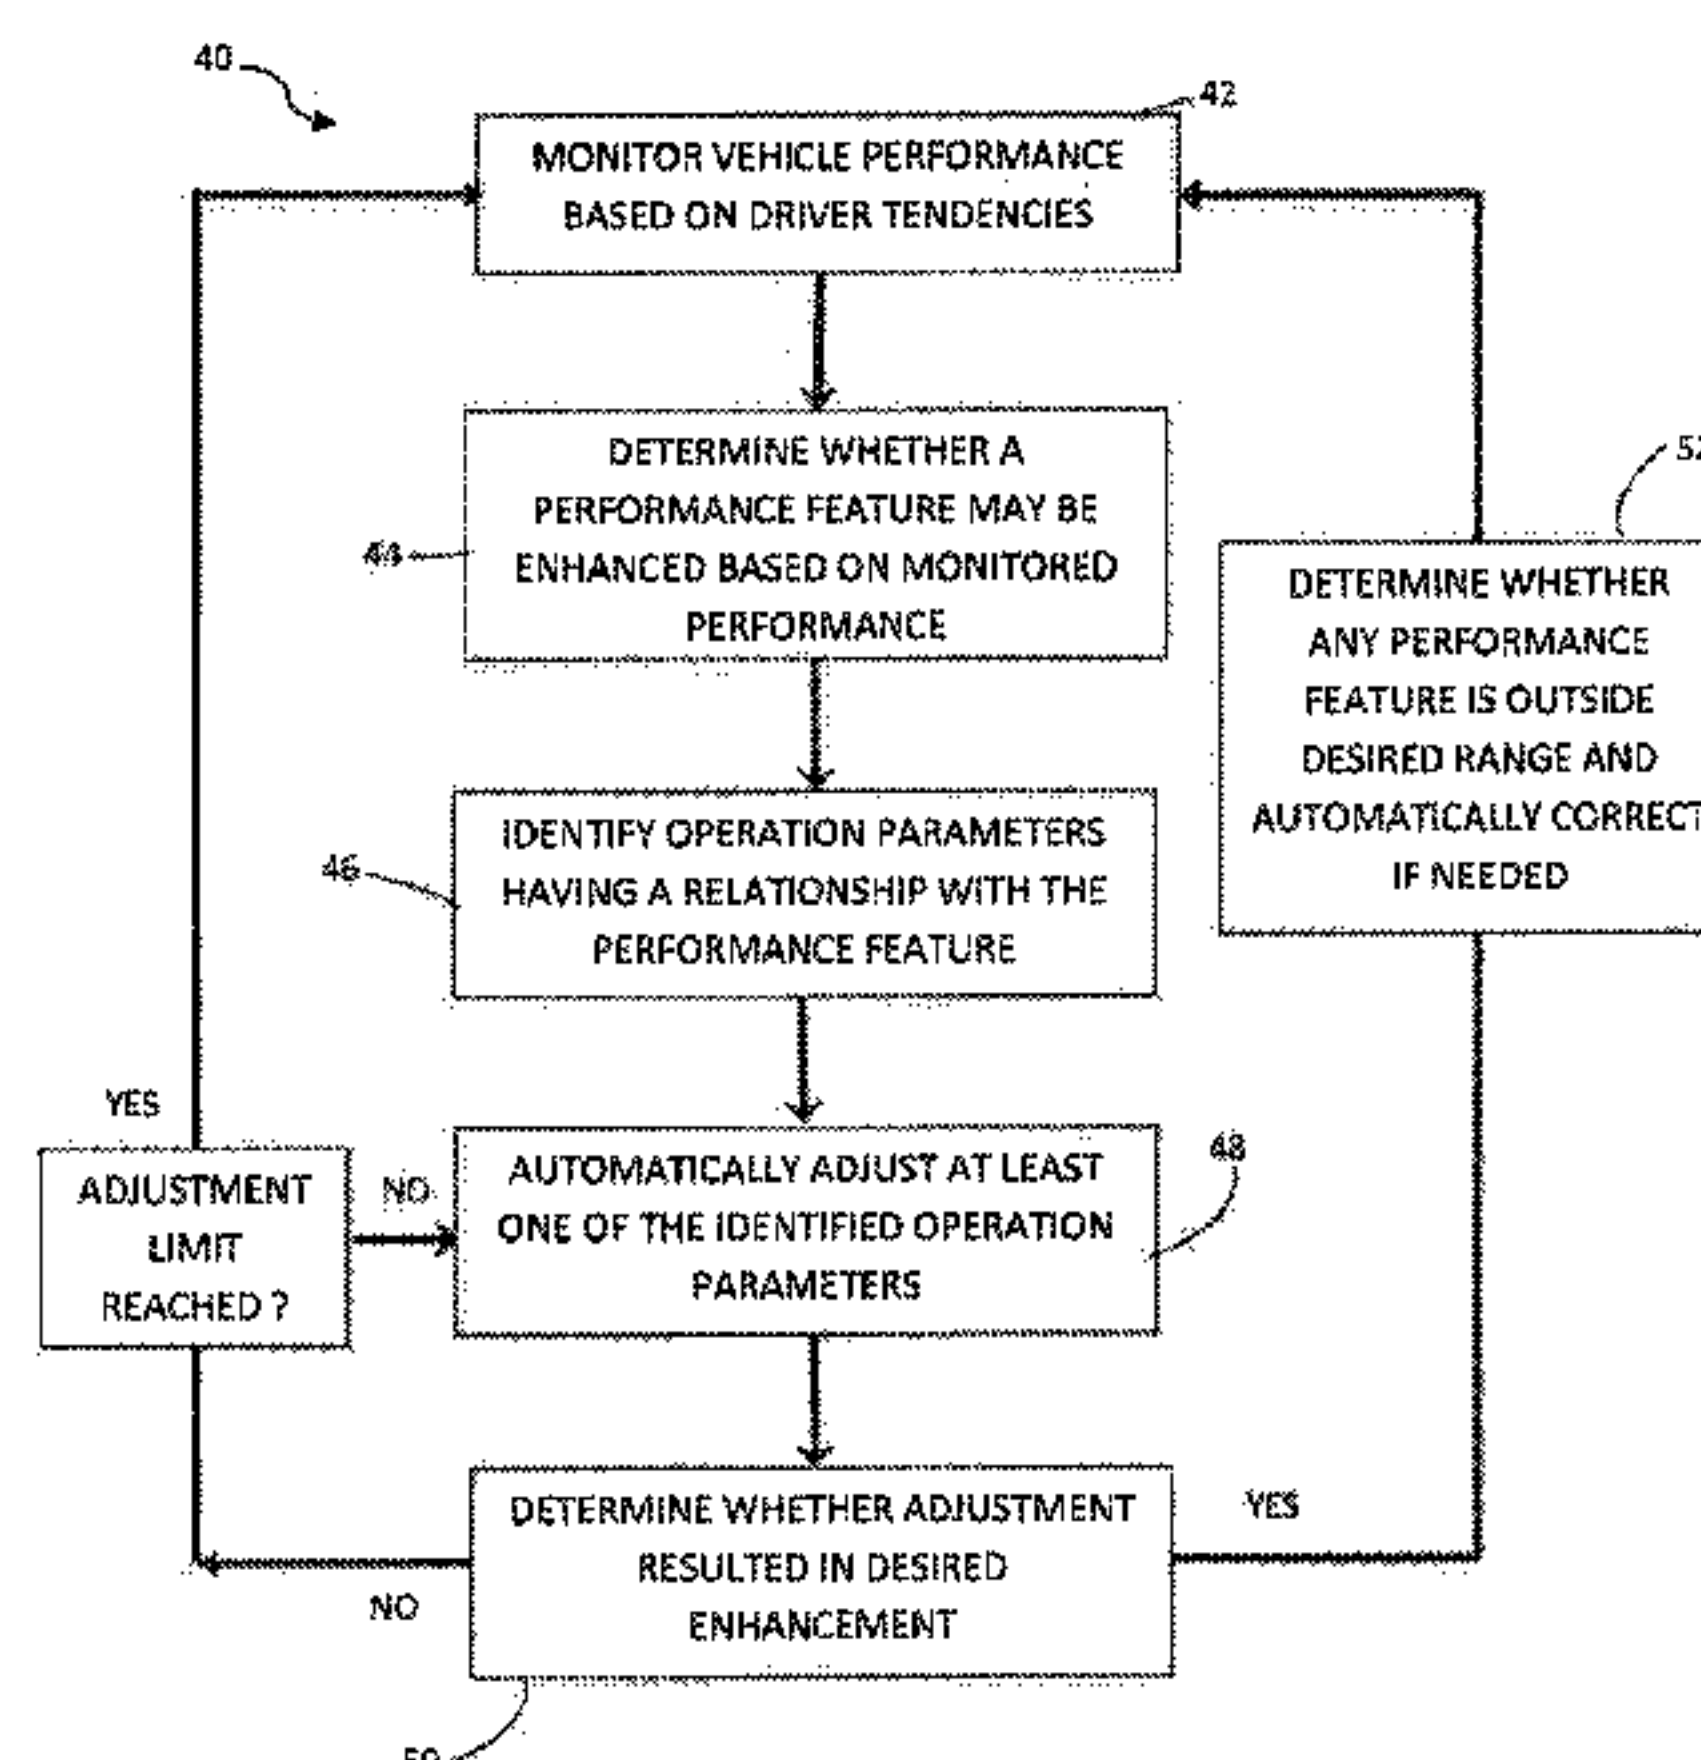 40
42
MONITOR VEHICLE PERFORMANCE
BASED ON DRIVER TENDENCIES
44
DETERMINE WHETHER A
PERFORMANCE FEATURE MAY BE
ENHANCED BASED ON MONITORED
PERFORMANCE
52
DETERMINE WHETHER
ANY PERFORMANCE
FEATURE IS OUTSIDE
DESIRED RANGE AND
AUTOMATICALLY CORRECT
IF NEEDED
46
IDENTIFY OPERATION PARAMETERS
HAVING A RELATIONSHIP WITH THE
PERFORMANCE FEATURE
YES
ADJUSTMENT
LIMIT
REACHED ?
NO
48
AUTOMATICALLY ADJUST AT LEAST
ONE OF THE IDENTIFIED OPERATION
PARAMETERS
DETERMINE WHETHER ADJUSTMENT
RESULTED IN DESIRED
ENHANCEMENT
YES
NO
50